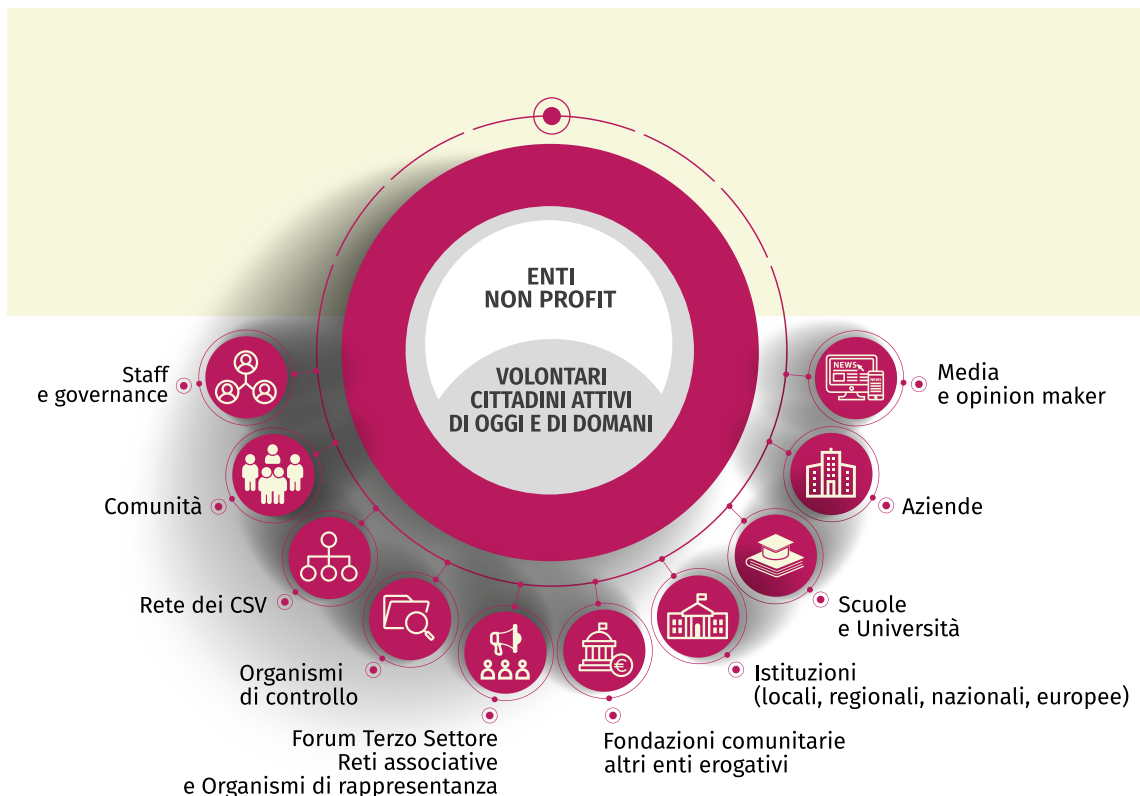 ENTI
NON PROFIT
VOLONTARI
CITTADINI ATTIVI
DI OGGI E DI DOMANI
Staff
e governance
Comunità
Rete dei CSV
Organismi
di controllo
Forum Terzo Settore
Reti associative
e Organismi di rappresentanza
Fondazioni comunitarie
altri enti erogativi
Istituzioni
(locali, regionali, nazionali, europee)
Scuole
e Università
Aziende
Media
e opinion maker
NEWS
NEWS